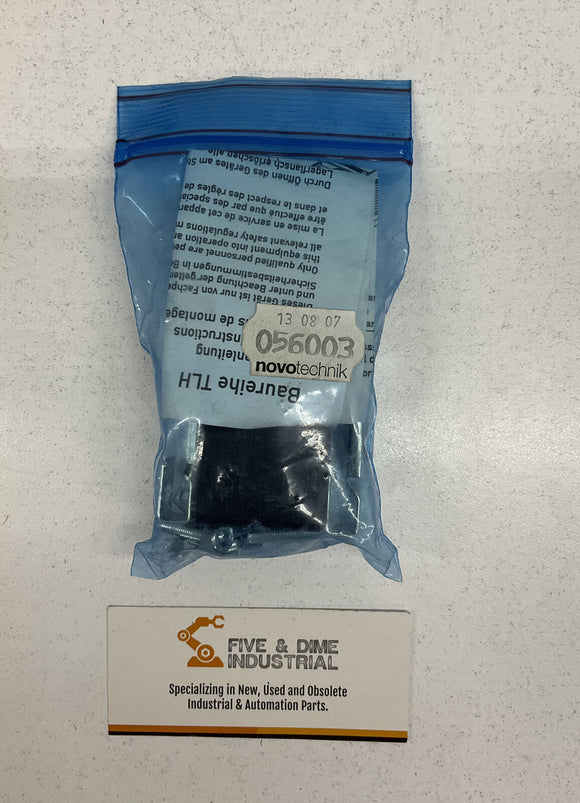 13 08 07
056003
novotechnik
Baureihe TLH
anleitung
nstructions
s de montage
Dieses Gerät ist nur von Fachpe
und unter Beachtung der gelten
Sicherheitsbestimmungen in Be
Only qualified personnel are pe
this equipment into operation an
all relevant safety regulations m
La mise en service de cet appar
être effectué que par des special
et dans le respect des règles de
Durch Öffnen des Gerätes am St
Lagerflansch erlöschen alle
FIVE & DIME
INDUSTRIAL
Specializing in New, Used and Obsolete
Industrial & Automation Parts.